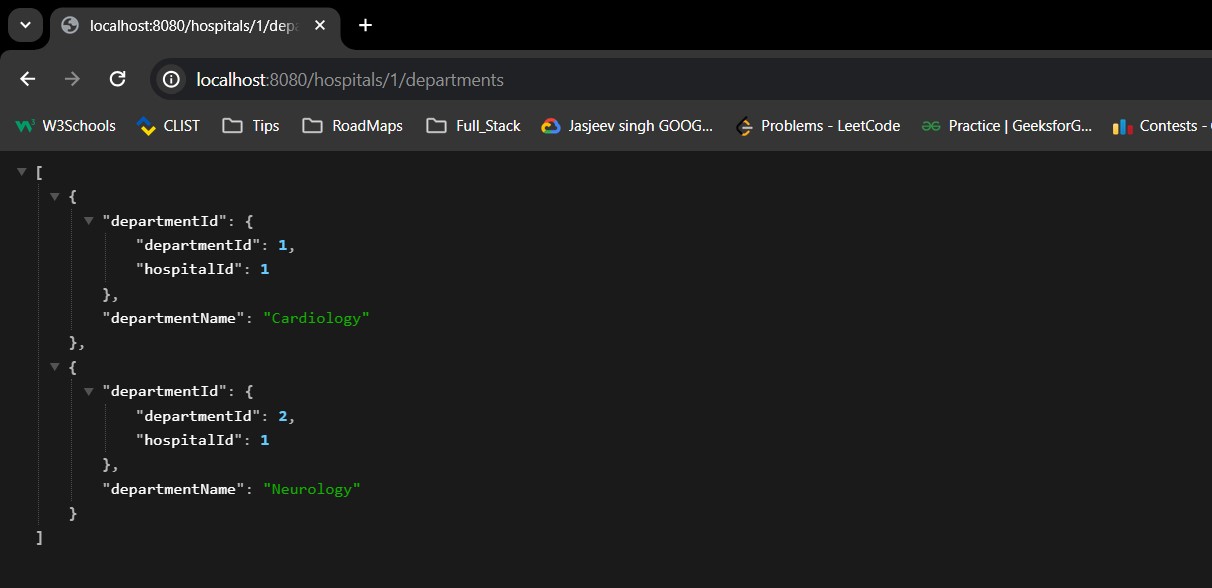 localhost:8080/hospitals/1/depa
localhost:8080/hospitals/1/departments
W3Schools CLIST Tips RoadMaps Full_Stack Jasjeev singh GOOG... Problems - LeetCode Practice | GeeksforG... Contests -
[
{
"departmentId": {
"departmentId": 1,
"hospitalId": 1
},
"departmentName": "Cardiology"
},
{
"departmentId": {
"departmentId": 2,
"hospitalId": 1
},
"departmentName": "Neurology"
}
]